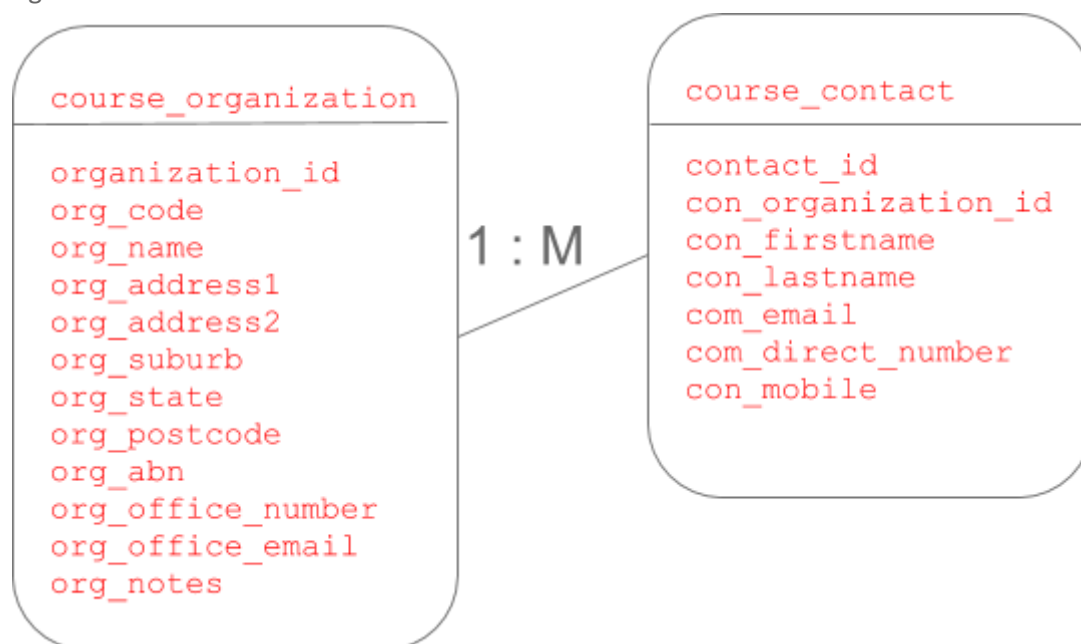 course_organization
organization_id
org_code
org_name
org_address1
org_address2
org_suburb
org_state
org_postcode
org_abn
org_office_number
org_office_email
org_notes
1 : M
course_contact
contact_id
con_organization_id
con_firstname
con_lastname
com_email
com_direct_number
con_mobile